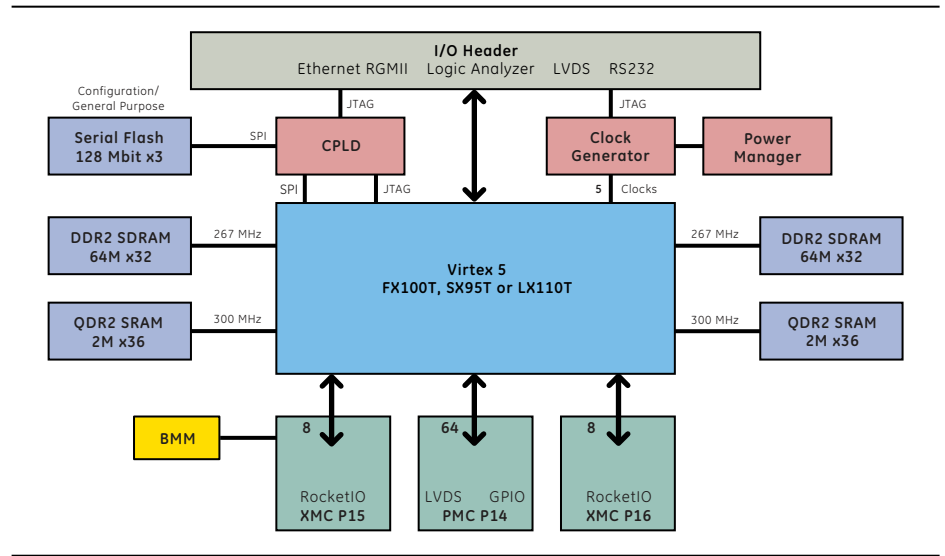 I/O Header
Ethernet RGMII Logic Analyzer LVDS RS232
Configuration/
General Purpose
JTAG
JTAG
Serial Flash
128 Mbit x3
SPI
CPLD
Clock
Generator
Power
Manager
SPI
JTAG
5 Clocks
DDR2 SDRAM
64M x32
267 MHz
Virtex 5
FX100T, SX95T or LX110T
267 MHz
DDR2 SDRAM
64M x32
QDR2 SRAM
2M x36
300 MHz
300 MHz
QDR2 SRAM
2M x36
BMM
8
RocketIO
XMC P15
64
LVDS GPIO
PMC P14
8
RocketIO
XMC P16